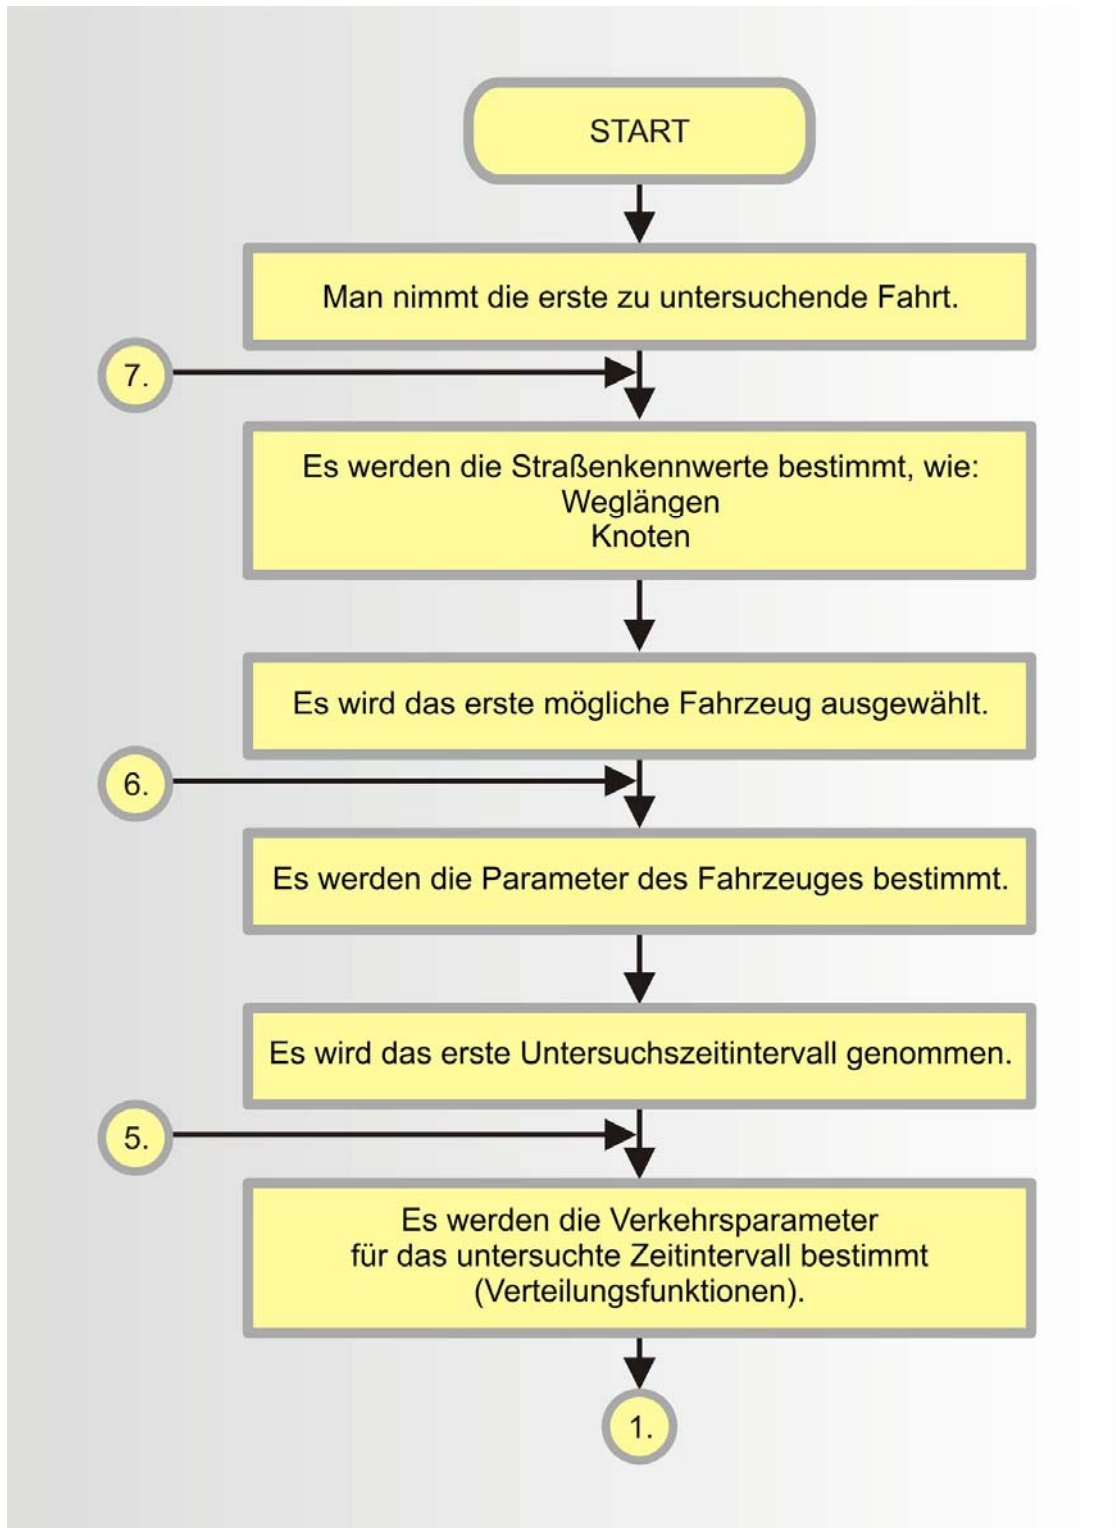 START
Man nimmt die erste zu untersuchende Fahrt.
7.
Es werden die Straßenkennwerte bestimmt, wie:
Weglängen
Knoten
Es wird das erste mögliche Fahrzeug ausgewählt.
6.
Es werden die Parameter des Fahrzeuges bestimmt.
Es wird das erste Untersuchszeitintervall genommen.
5.
Es werden die Verkehrsparameter
für das untersuchte Zeitintervall bestimmt
(Verteilungsfunktionen).
1.